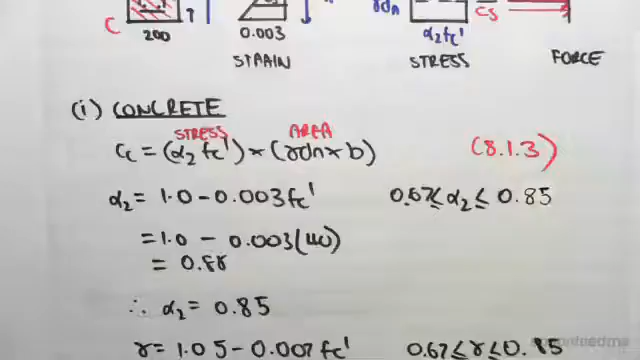 C
200
0.003
γdn
α2fc'
Cs
STRAIN
STRESS
FORCE
(i) CONCRETE
STRESS AREA
Cc = (α2 fc') × (γdn × b) (8.1.3)
α2 = 1.0 - 0.003fc' 0.67 ≤ α2 ≤ 0.85
= 1.0 - 0.003(40)
= 0.88
∴ α2 = 0.85
γ = 1.05 - 0.007fc' 0.67 ≤ γ ≤ 0.85